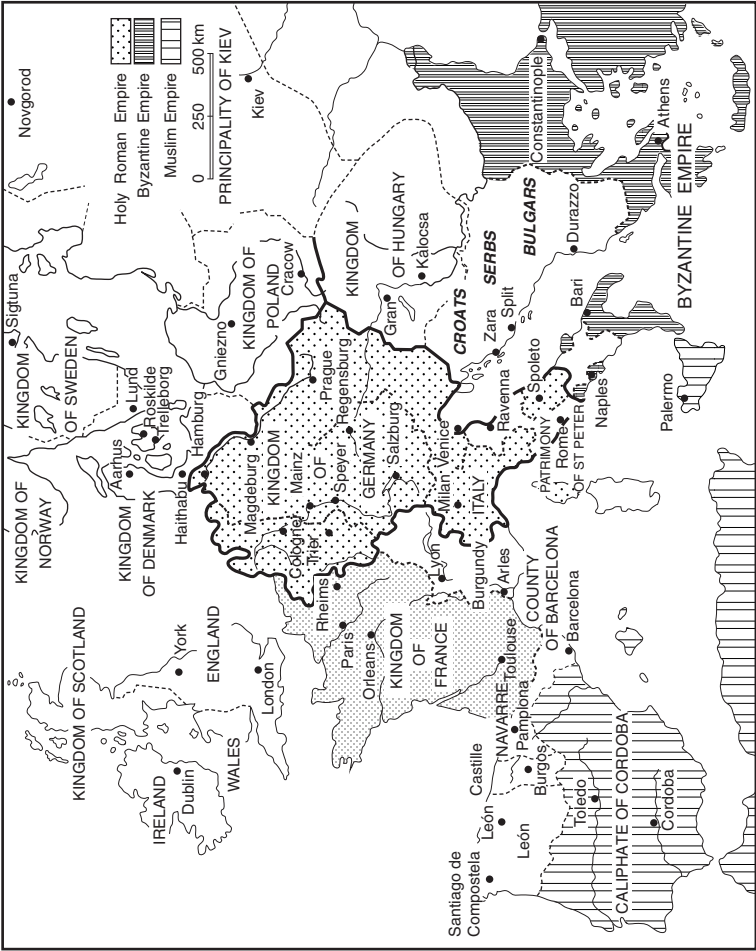 Holy Roman Empire
Byzantine Empire
Muslim Empire
0 250 500 km
PRINCIPALITY OF KIEV
Novgorod
Kiev
Sigtuna
KINGDOM OF
NORWAY
KINGDOM
OF SWEDEN
Lund
Roskilde
Trelleborg
Aarhus
KINGDOM
OF DENMARK
Haithabu
Hamburg
KINGDOM OF SCOTLAND
IRELAND
Dublin
York
ENGLAND
WALES
London
Gniezno
KINGDOM OF
POLAND
Cracow
Magdeburg
KINGDOM
OF
GERMANY
Cologne
Mainz
Trier
Speyer
Prague
Regensburg
Salzburg
KINGDOM
OF HUNGARY
Gran
Kalocsa
Rheims
Paris
Orleans
KINGDOM
OF
FRANCE
Lyon
Burgundy
Arles
Toulouse
Milan
Venice
ITALY
Ravenna
CROATS
SERBS
BULGARS
Zara
Split
Durazzo
Constantinople
Athens
BYZANTINE EMPIRE
Spoleto
PATRIMONY
OF ST PETER
Rome
Naples
Bari
Palermo
COUNTY
OF BARCELONA
Barcelona
NAVARRE
Pamplona
Castille
Burgos
León
León
Santiago de
Compostela
Toledo
CALIPHATE OF CORDOBA
Cordoba